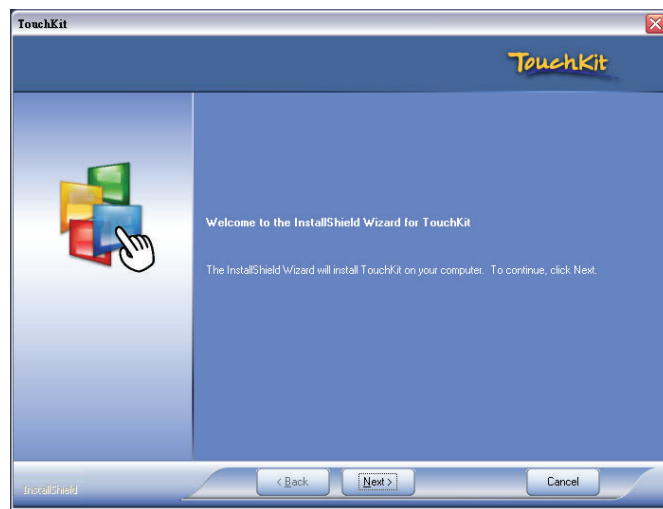 TouchKit
TouchKit
Welcome to the InstallShield Wizard for TouchKit
The InstallShield Wizard will install TouchKit on your computer. To continue, click Next.
InstallShield
< Back
Next >
Cancel